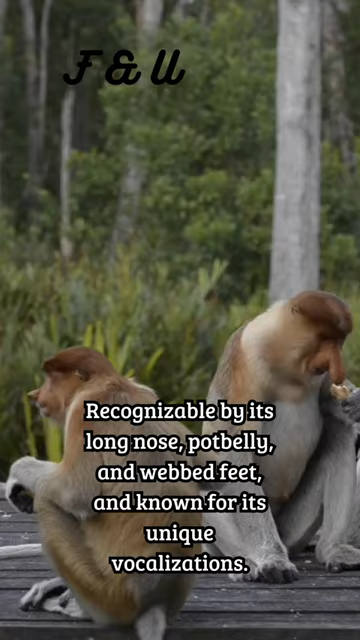 F & U
Recognizable by its
long nose, potbelly,
and webbed feet,
and known for its
unique
vocalizations.